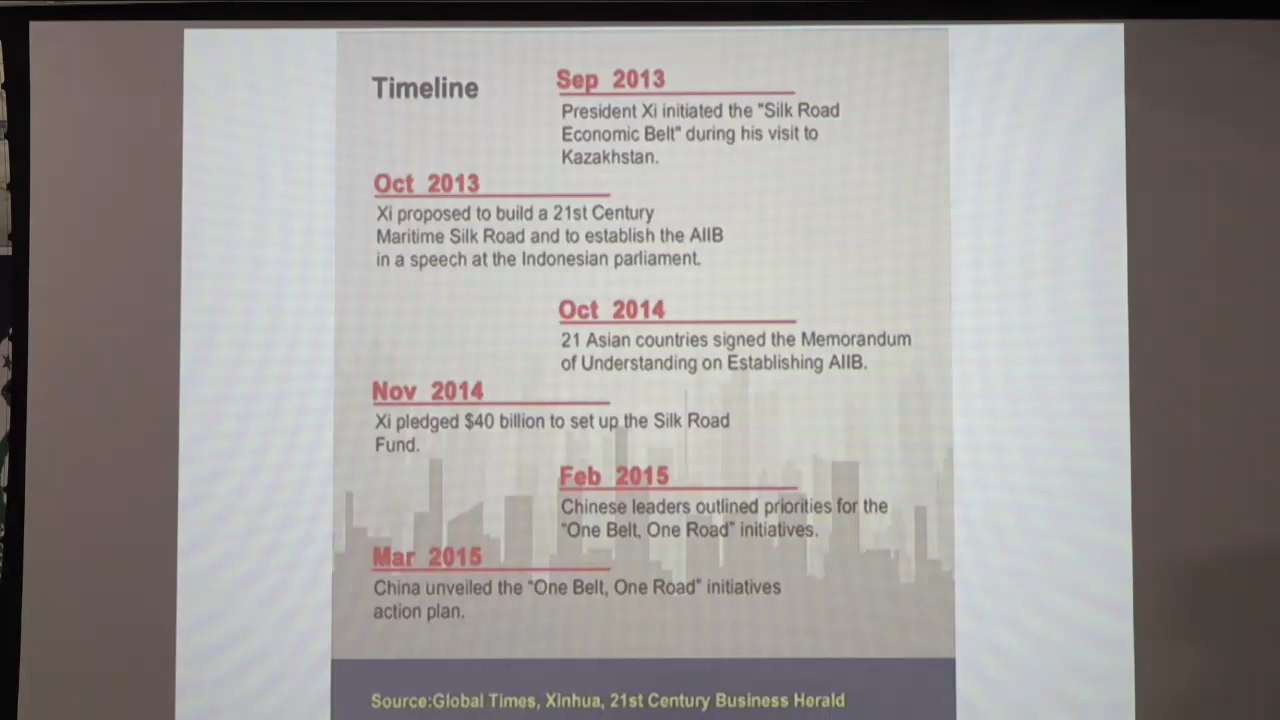 Timeline
Sep 2013
President Xi initiated the "Silk Road
Economic Belt" during his visit to
Kazakhstan.
Oct 2013
Xi proposed to build a 21st Century
Maritime Silk Road and to establish the AIIB
in a speech at the Indonesian parliament.
Oct 2014
21 Asian countries signed the Memorandum
of Understanding on Establishing AIIB.
Nov 2014
Xi pledged $40 billion to set up the Silk Road
Fund.
Feb 2015
Chinese leaders outlined priorities for the
"One Belt, One Road" initiatives.
Mar 2015
China unveiled the "One Belt, One Road" initiatives
action plan.
Source:Global Times, Xinhua, 21st Century Business Herald